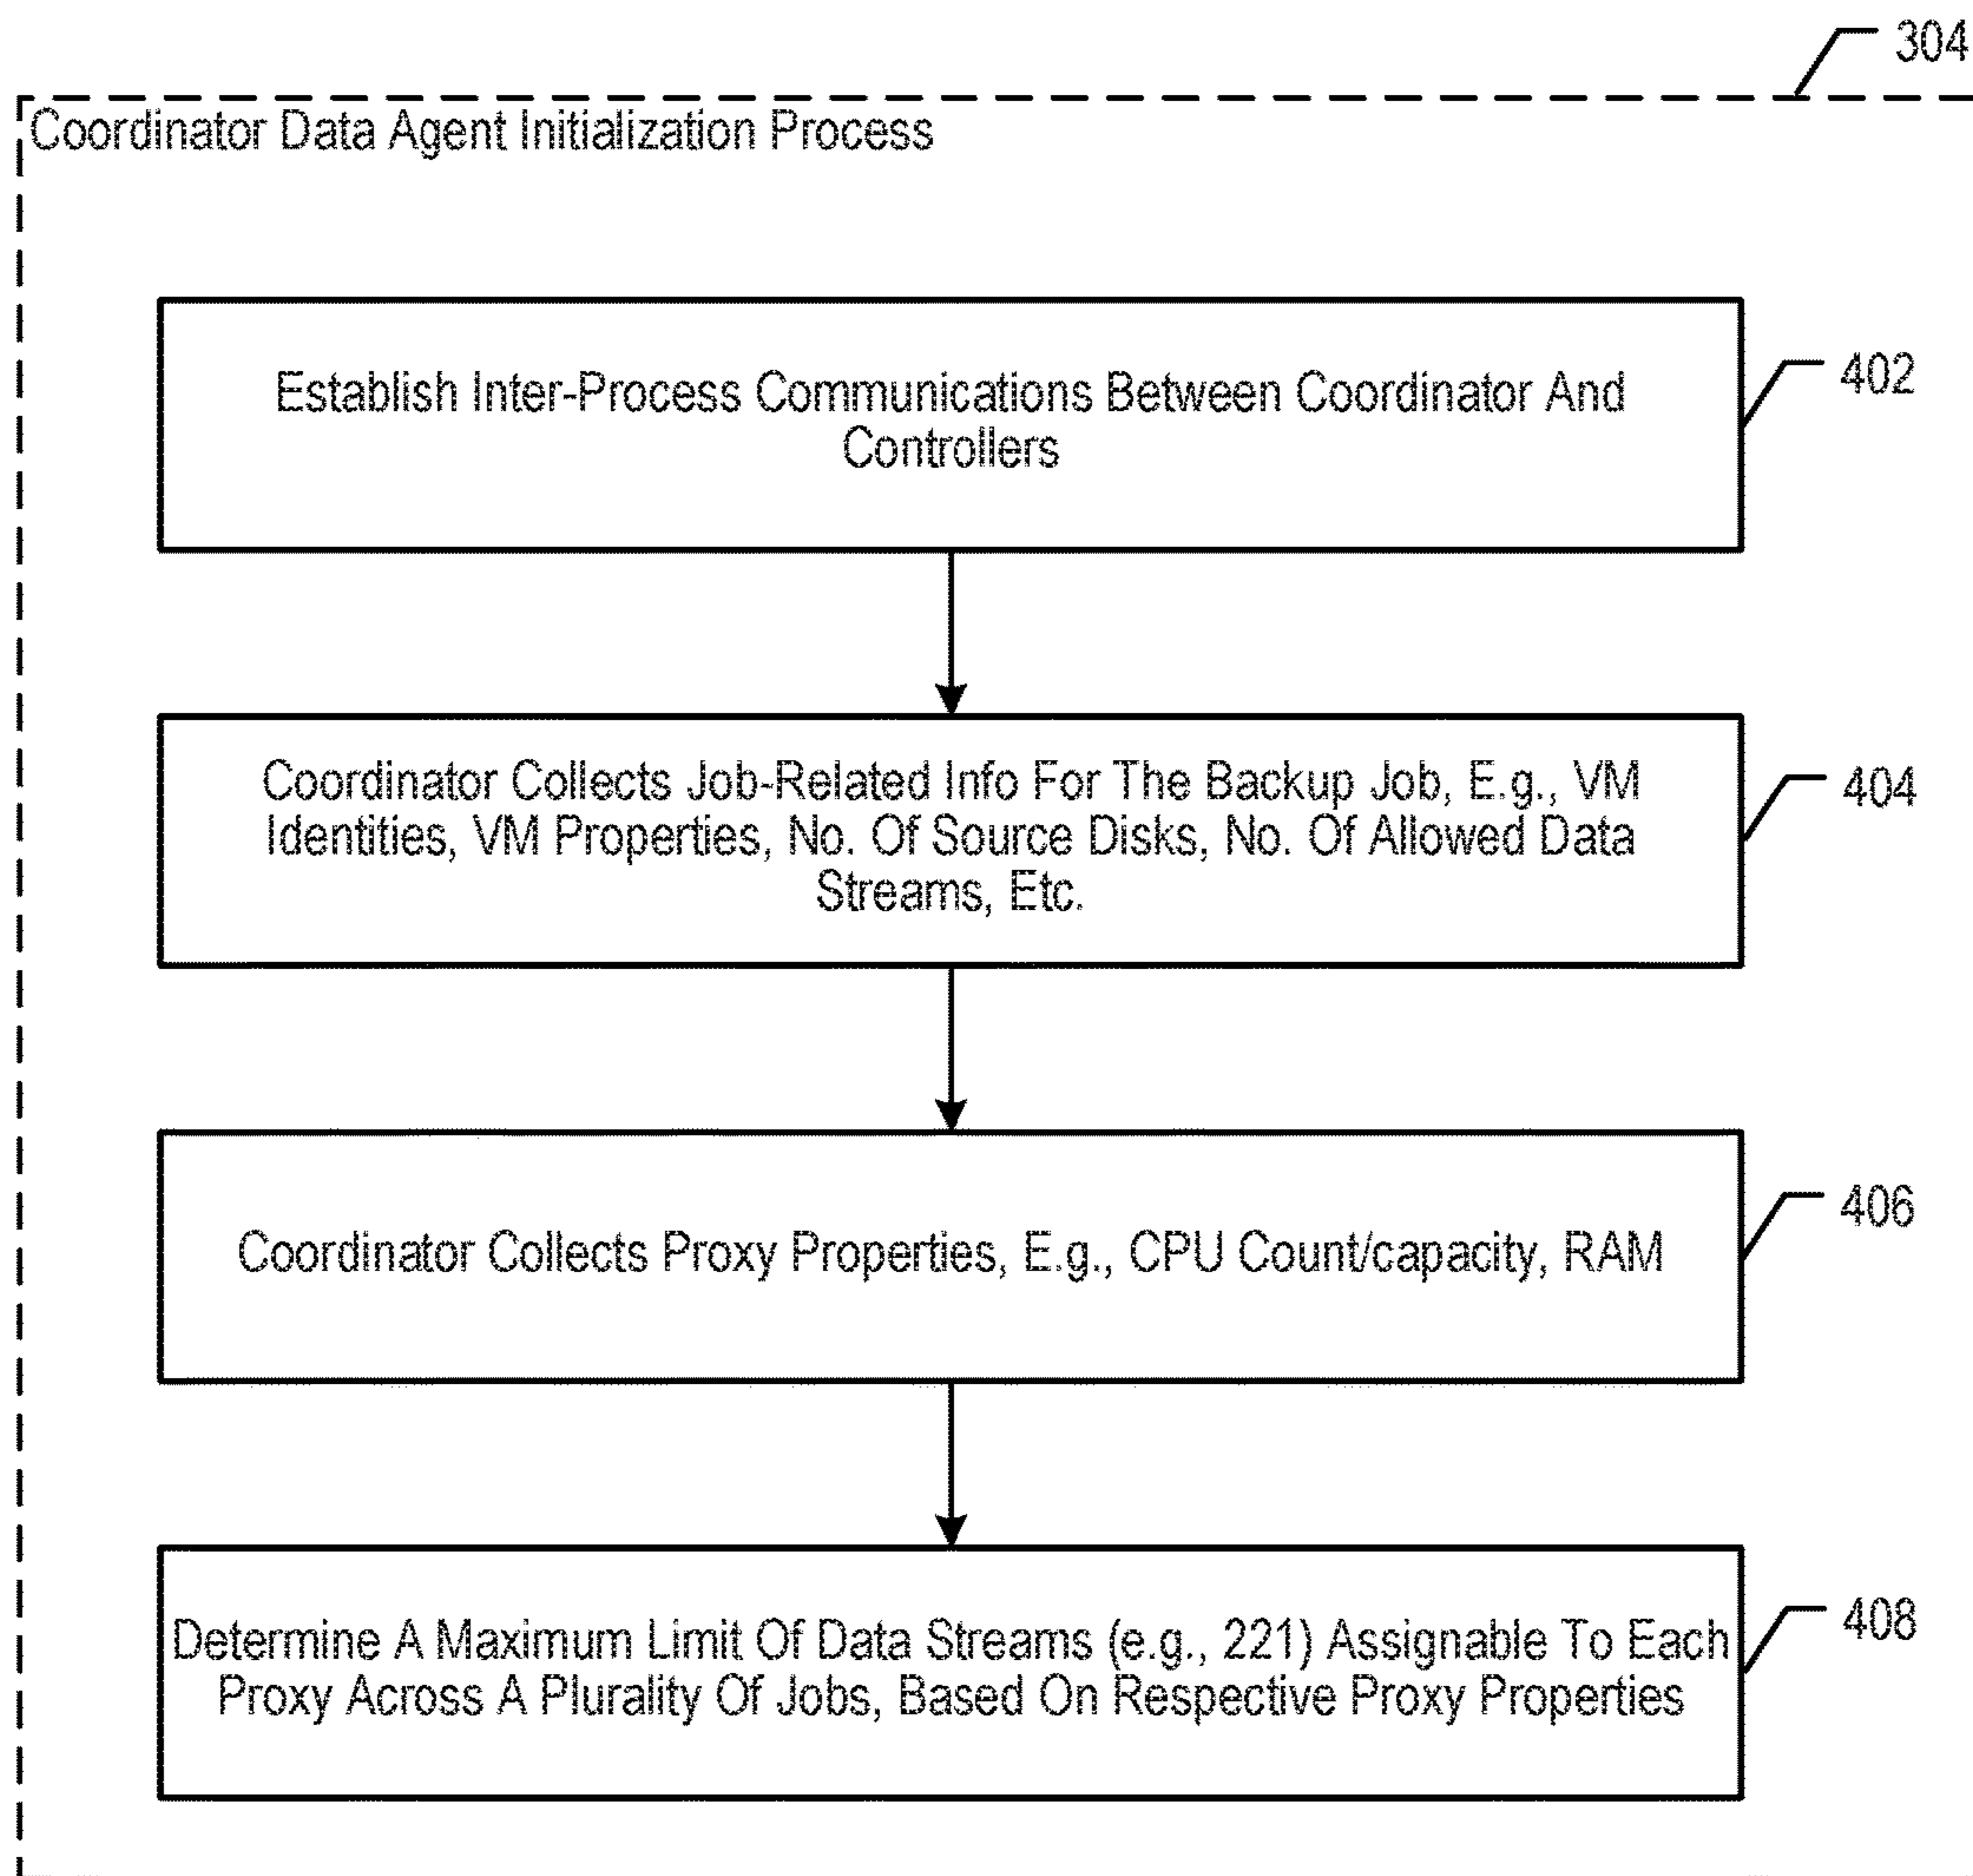 304
Coordinator Data Agent Initialization Process
Establish Inter-Process Communications Between Coordinator And
Controllers
402
Coordinator Collects Job-Related Info For The Backup Job, E.g., VM
Identities, VM Properties, No. Of Source Disks, No. Of Allowed Data
Streams, Etc.
404
Coordinator Collects Proxy Properties, E.g., CPU Count/capacity, RAM
406
Determine A Maximum Limit Of Data Streams (e.g., 221) Assignable To Each
Proxy Across A Plurality Of Jobs, Based On Respective Proxy Properties
408